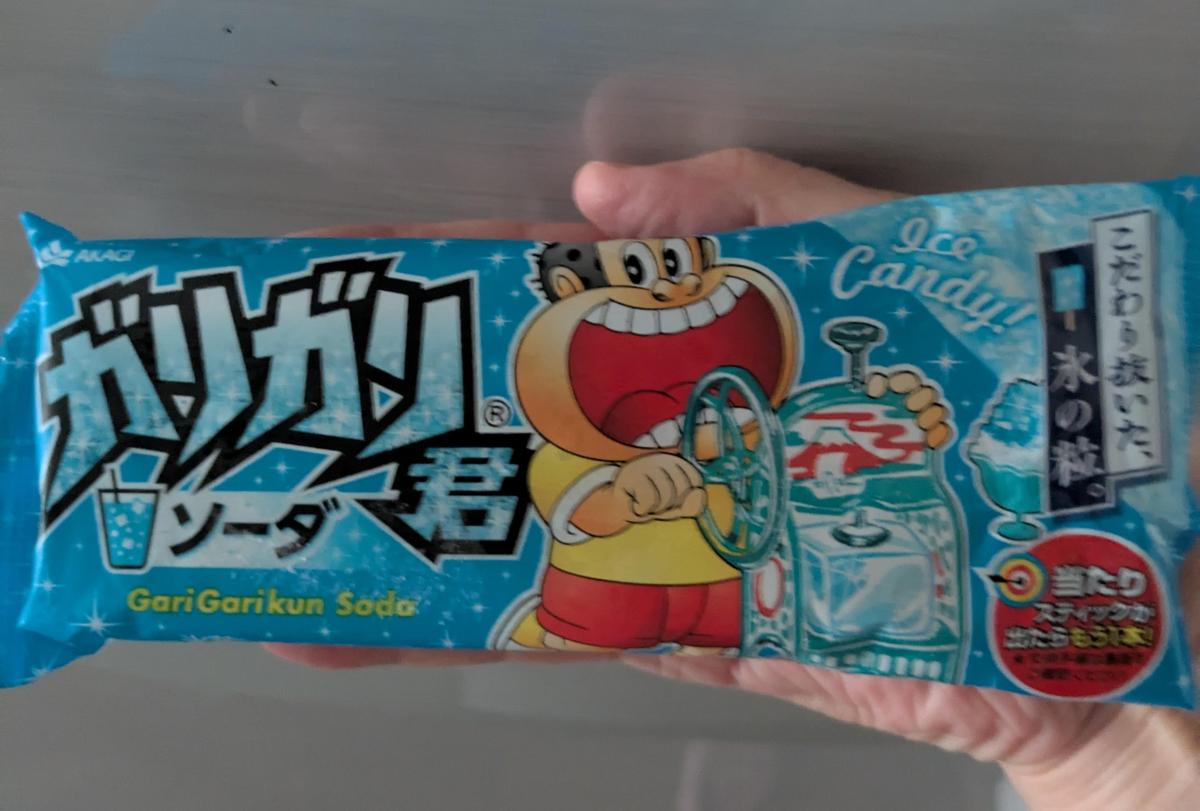 AKAGI
ガリガリ
君
®
ソーダ
GariGarikun Soda
Ice
Candy!
こだわり抜いた、
氷の粒。
当たり
スティックが
出たらもう1本!